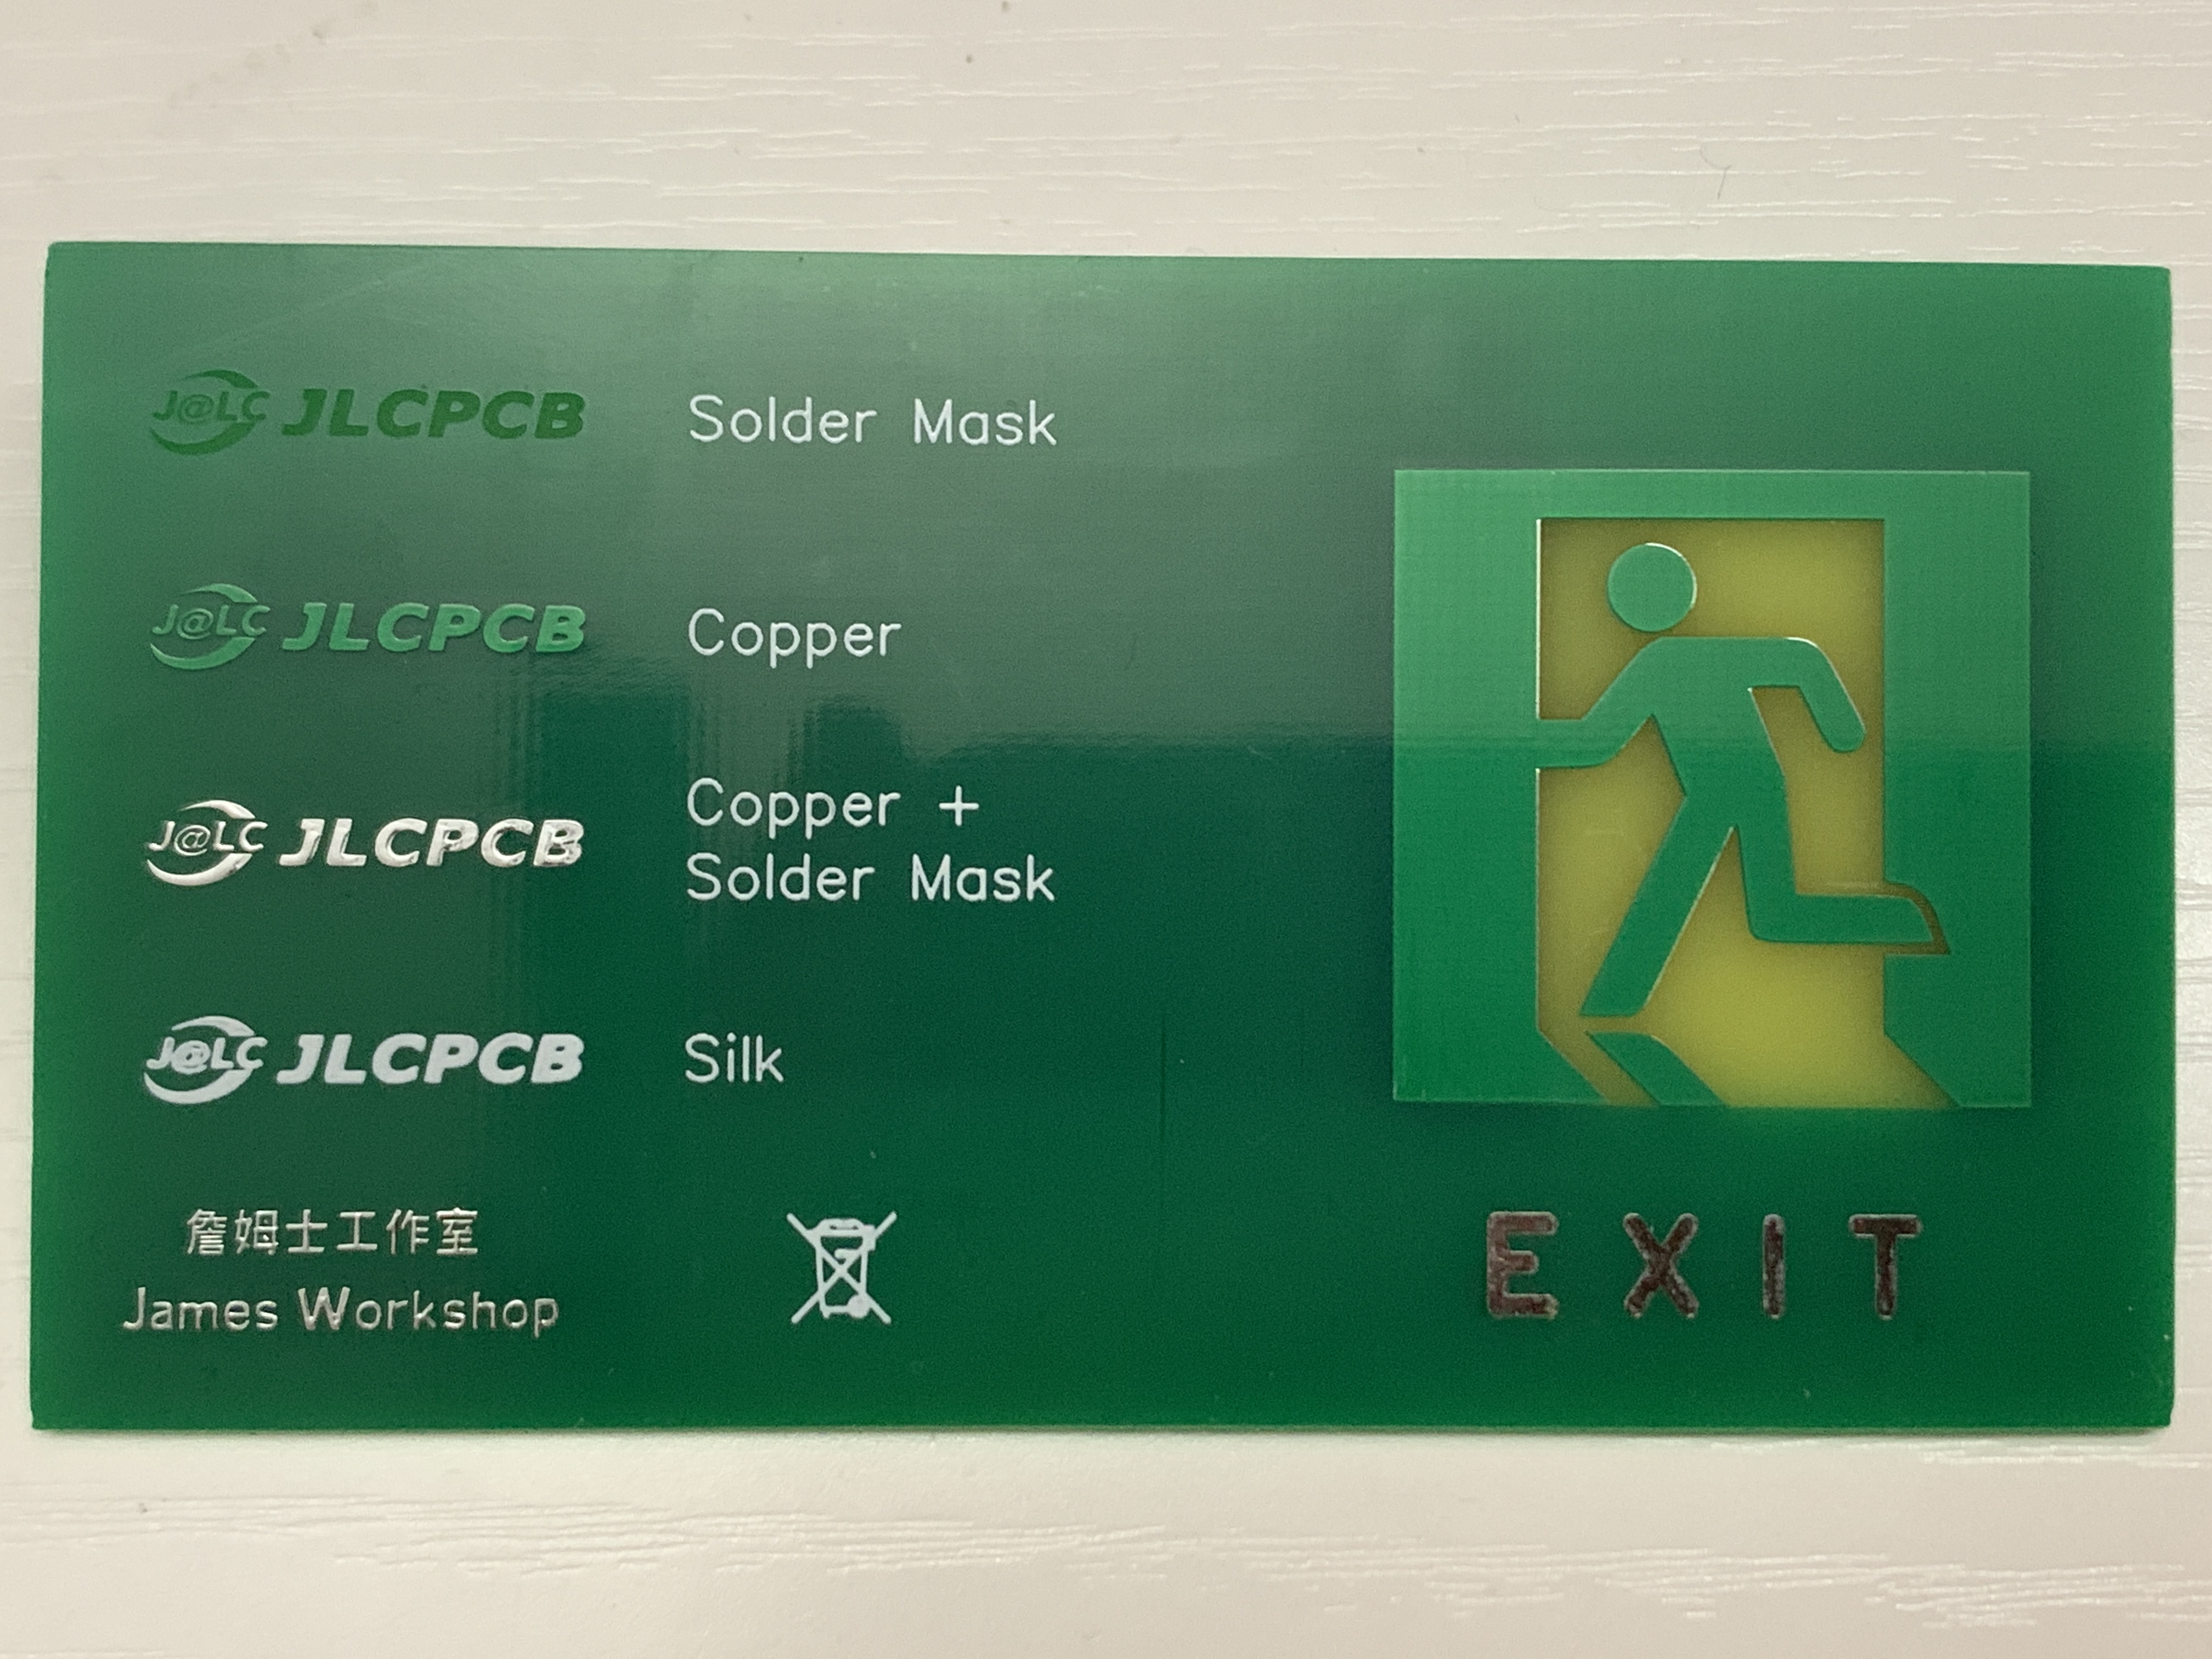 J@LC JLCPCB Solder Mask
J@LC JLCPCB Copper
J@LC JLCPCB Copper +
Solder Mask
J@LC JLCPCB Silk
詹姆士工作室
James Workshop
EXIT